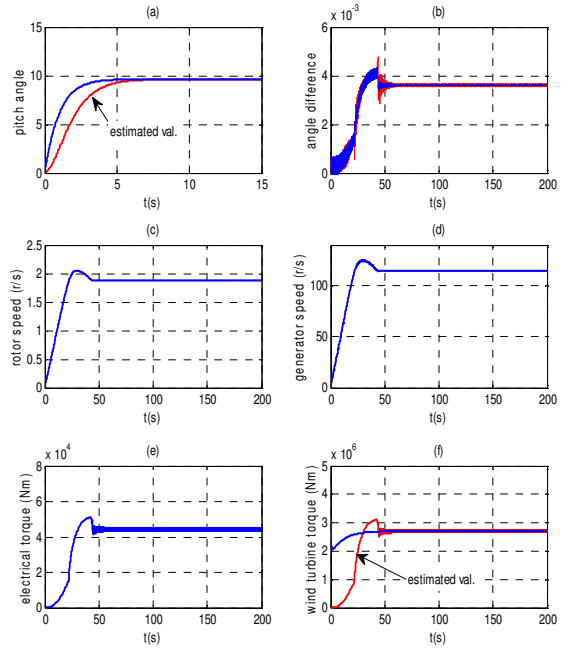 (a)
15
10
5
0
pitch angle
estimated val.
0 5 10 15
t(s)
(b)
x 10^-3
6
4
2
0
angle difference
0 50 100 150 200
t(s)
(c)
2.5
2
1.5
1
0.5
0
rotor speed (r/s)
0 50 100 150 200
t(s)
(d)
100
50
0
generator speed (r/s)
0 50 100 150 200
t(s)
(e)
x 10^4
8
6
4
2
0
electrical torque (Nm)
0 50 100 150 200
t(s)
(f)
x 10^6
5
4
3
2
1
0
wind turbine torque (Nm)
estimated val.
0 50 100 150 200
t(s)